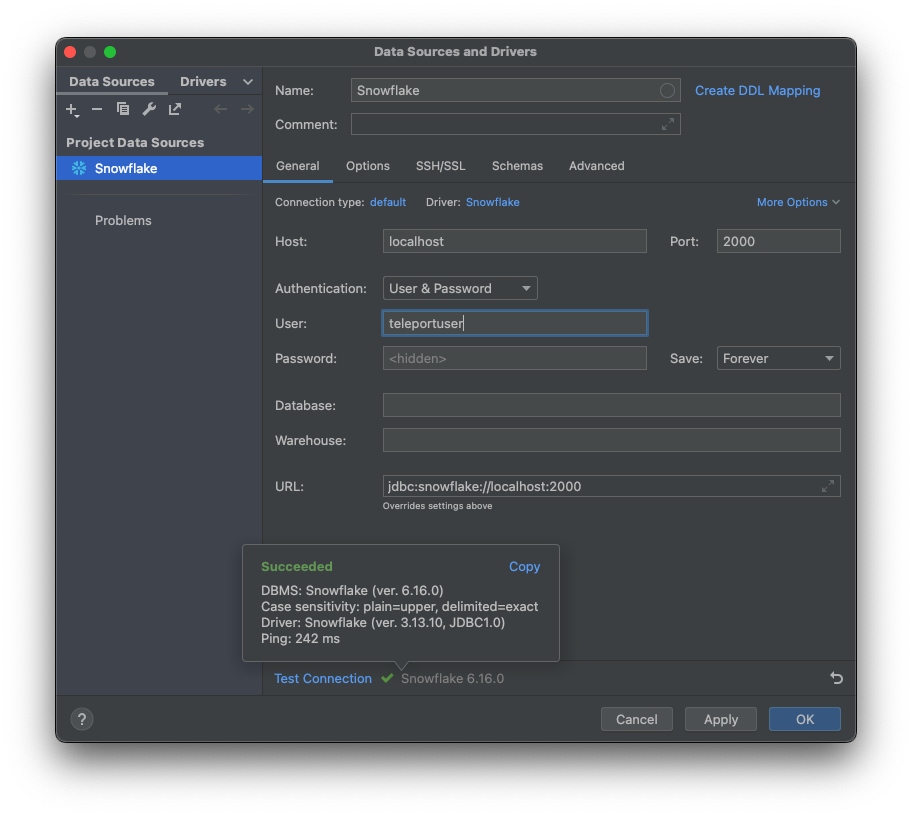 Data Sources and Drivers
Data Sources Drivers
Project Data Sources
Snowflake
Problems
Name: Snowflake Create DDL Mapping
Comment:
General Options SSH/SSL Schemas Advanced
Connection type: default Driver: Snowflake More Options
Host: localhost Port: 2000
Authentication: User & Password
User: teleportuser
Password: <hidden> Save: Forever
Database:
Warehouse:
URL: jdbc:snowflake://localhost:2000
Overrides settings above
Succeeded Copy
DBMS: Snowflake (ver. 6.16.0)
Case sensitivity: plain=upper, delimited=exact
Driver: Snowflake (ver. 3.13.10, JDBC1.0)
Ping: 242 ms
Test Connection Snowflake 6.16.0
? Cancel Apply OK